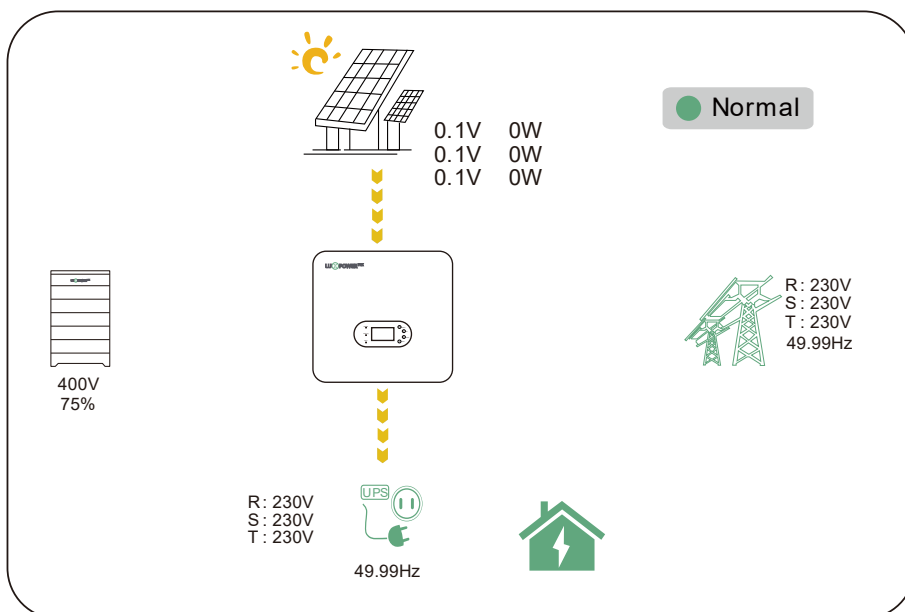 Normal
0.1V 0W
0.1V 0W
0.1V 0W
LUXPOWER
R: 230V
S: 230V
T: 230V
49.99Hz
400V
75%
UPS
R: 230V
S: 230V
T: 230V
49.99Hz